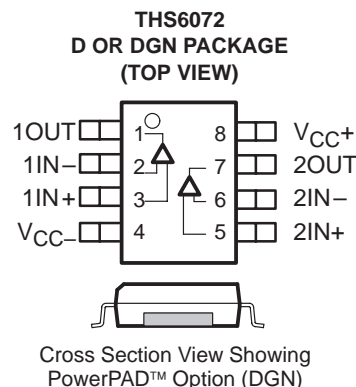 THS6072
D OR DGN PACKAGE
(TOP VIEW)
1OUT 1 8 VCC+
1IN− 2 7 2OUT
1IN+ 3 6 2IN−
VCC− 4 5 2IN+
Cross Section View Showing
PowerPAD™ Option (DGN)